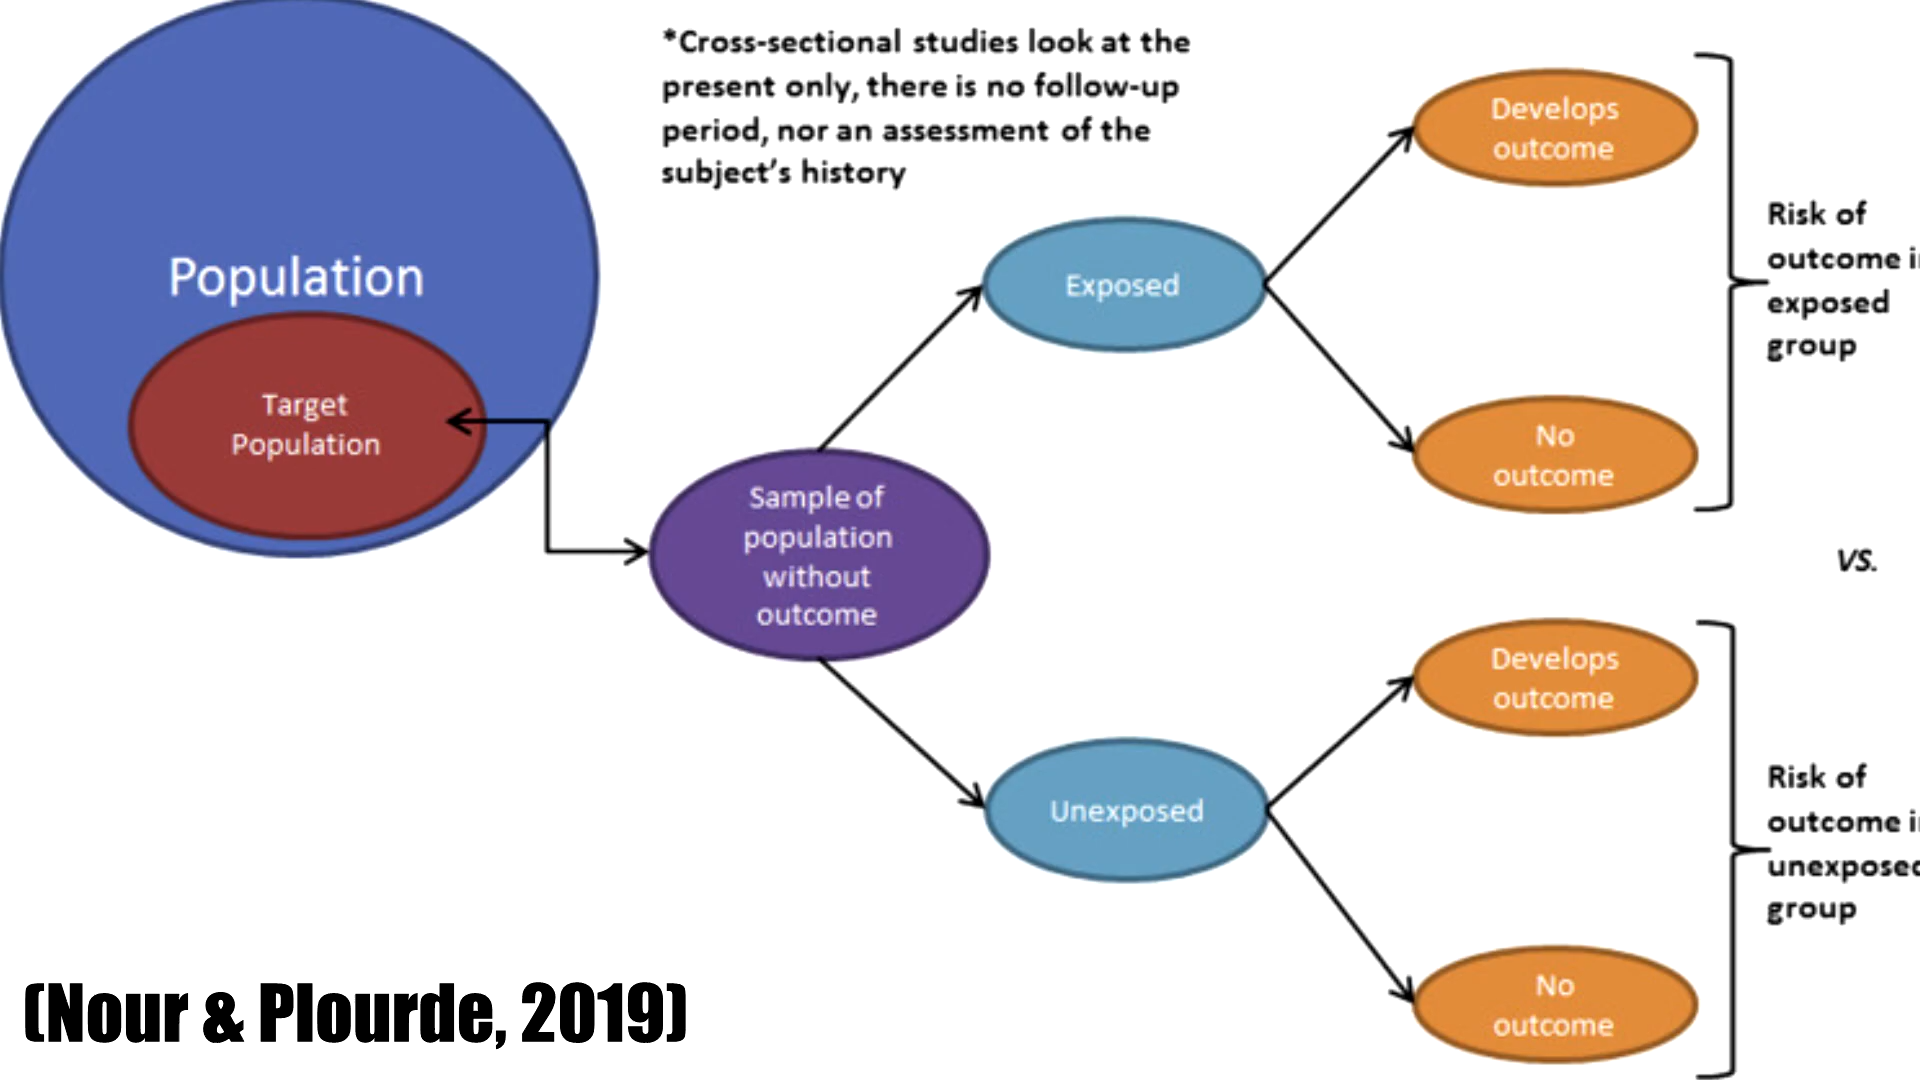 *Cross-sectional studies look at the
present only, there is no follow-up
period, nor an assessment of the
subject's history
Population
Target
Population
Sample of
population
without
outcome
Exposed
Unexposed
Develops
outcome
No
outcome
Risk of
outcome
exposed
group
vs.
Develops
outcome
No
outcome
Risk of
outcome
group
(Nour & Plourde, 2019)